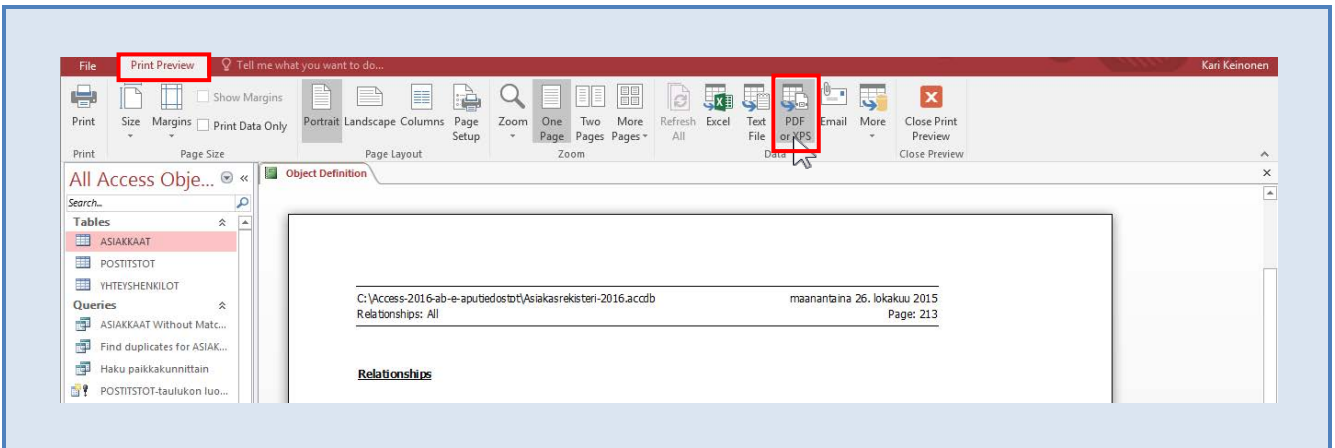 File Print Preview Tell me what you want to do... Kari Keinonen
Show Margins
Print Size Margins Print Data Only Portrait Landscape Columns Page Setup Zoom One Page Two Pages More Pages Refresh All Excel Text File PDF or XPS Email More Close Print Preview
Print Page Size Page Layout Zoom Data Close Preview
All Access Obje... « Object Definition
Search...
Tables
ASIAKKAAT
POSTITSTOT
YHTEYSHENKILOT
Queries
ASIAKKAAT Without Matc...
Find duplicates for ASIAK...
Haku paikkakunnittain
POSTITSTOT-taulukon luo...
C:\Access-2016-ab-e-aputiedostot\Asiakasrekisteri-2016.accdb maanantaina 26. lokakuu 2015
Relationships: All Page: 213
Relationships